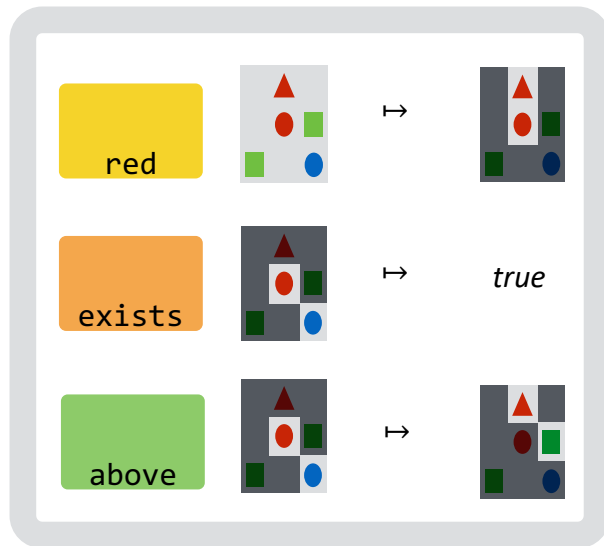 red ↦
exists ↦ true
above ↦